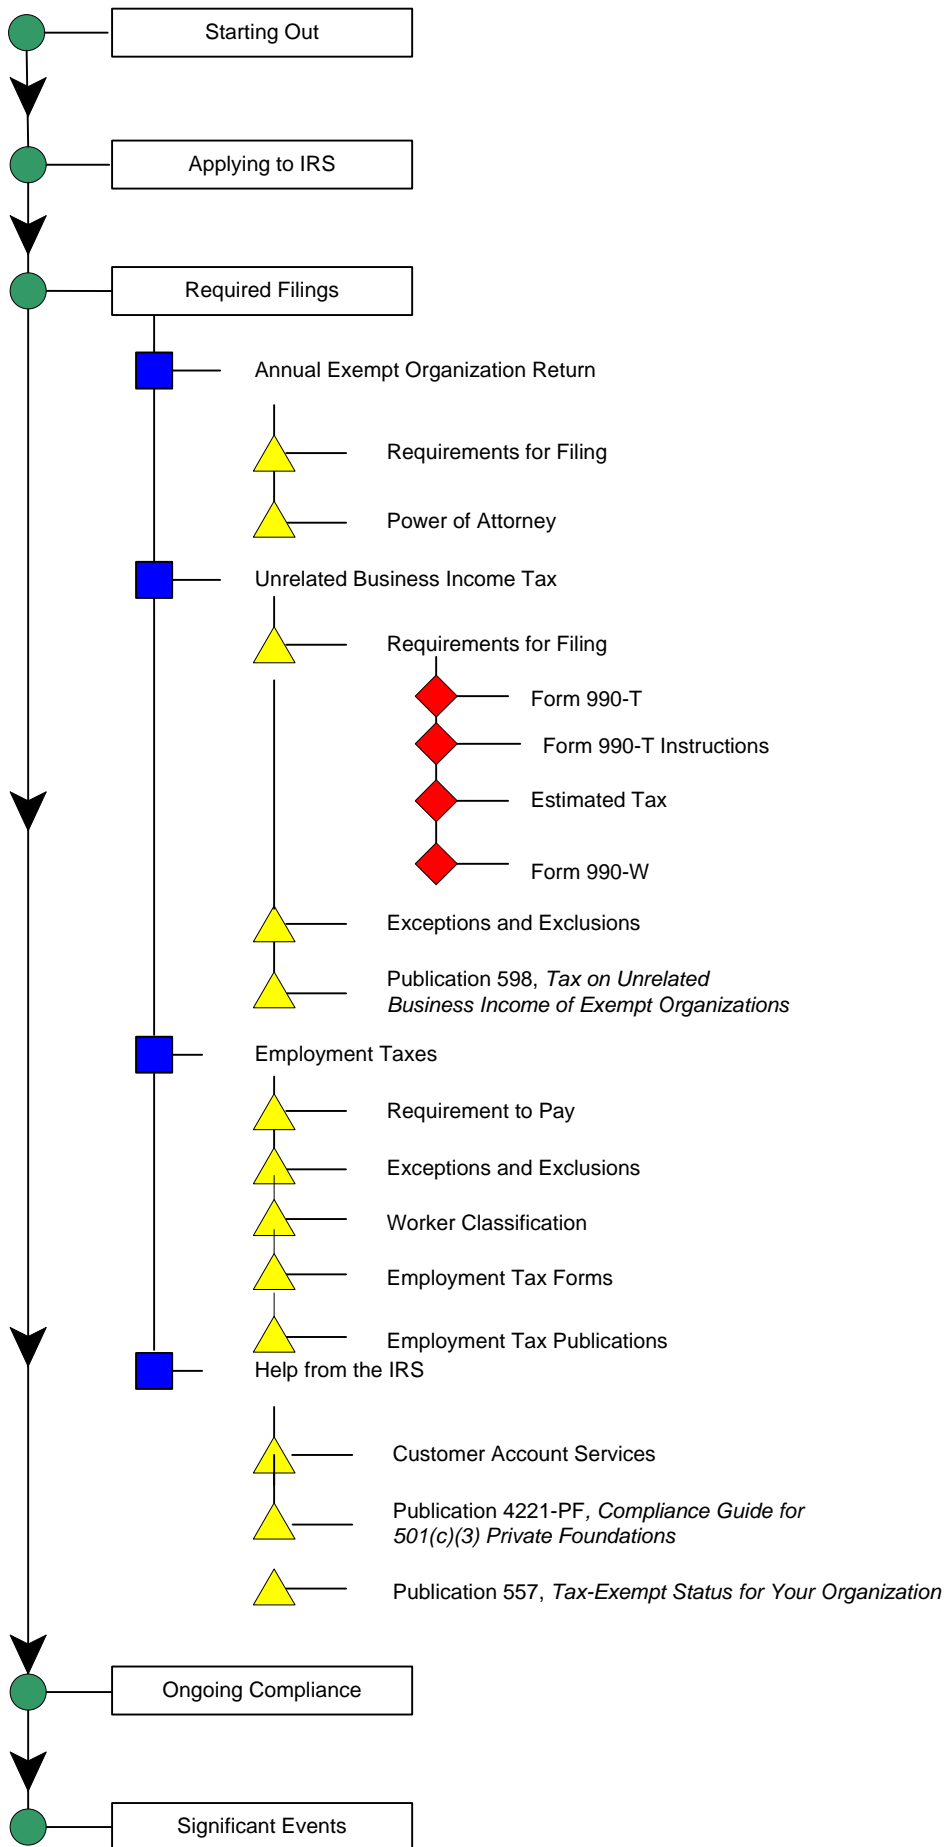 Starting Out
Applying to IRS
Required Filings
Annual Exempt Organization Return
Requirements for Filing
Power of Attorney
Unrelated Business Income Tax
Requirements for Filing
Form 990-T
Form 990-T Instructions
Estimated Tax
Form 990-W
Exceptions and Exclusions
Publication 598, Tax on Unrelated
Business Income of Exempt Organizations
Employment Taxes
Requirement to Pay
Exceptions and Exclusions
Worker Classification
Employment Tax Forms
Employment Tax Publications
Help from the IRS
Customer Account Services
Publication 4221-PF, Compliance Guide for
501(c)(3) Private Foundations
Publication 557, Tax-Exempt Status for Your Organization
Ongoing Compliance
Significant Events